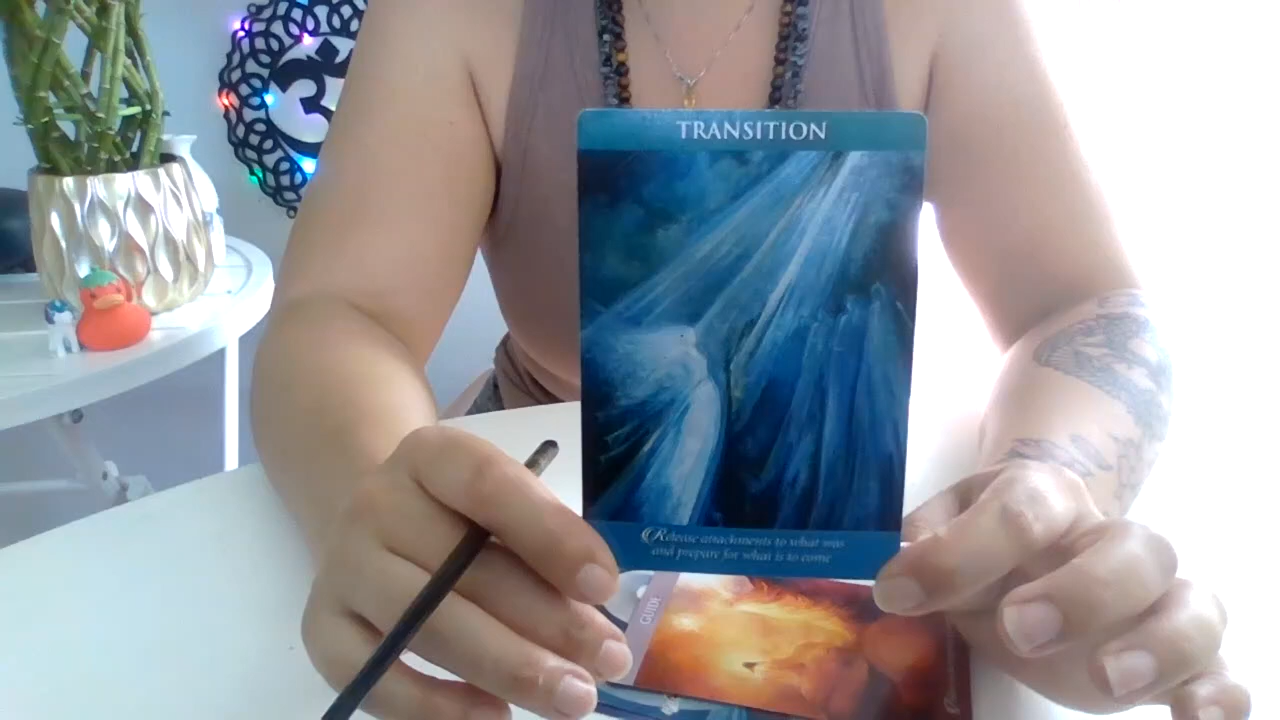 TRANSITION
Release attachments to what was
and prepare for what is to come
GUIDE
ॐ